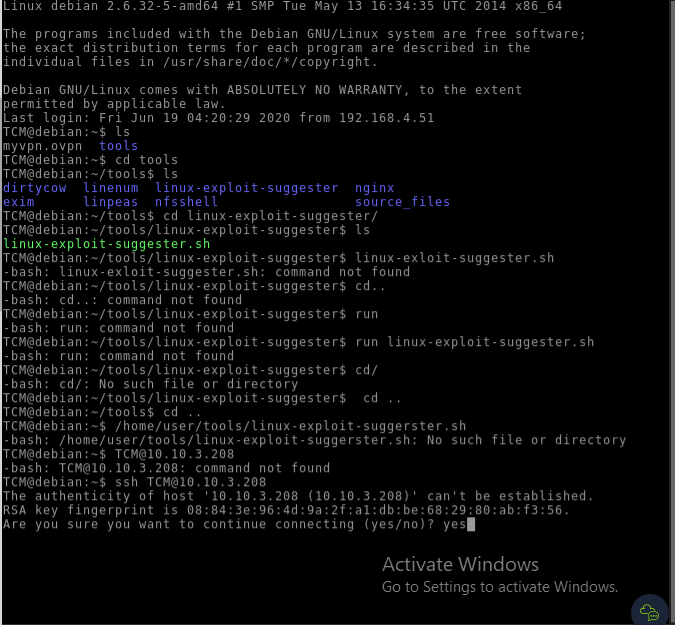 Linux debian 2.6.32-5-amd64 #1 SMP Tue May 13 16:34:35 UTC 2014 x86_64
The programs included with the Debian GNU/Linux system are free software;
the exact distribution terms for each program are described in the
individual files in /usr/share/doc/*/copyright.
Debian GNU/Linux comes with ABSOLUTELY NO WARRANTY, to the extent
permitted by applicable law.
Last login: Fri Jun 19 04:20:29 2020 from 192.168.4.51
TCM@debian:~$ ls
myvpn.ovpn  tools
TCM@debian:~$ cd tools
TCM@debian:~/tools$ ls
dirtycow  linenum  linux-exploit-suggester  nginx
exim      linpeas  nfsshell                 source_files
TCM@debian:~/tools$ cd linux-exploit-suggester/
TCM@debian:~/tools/linux-exploit-suggester$ ls
linux-exploit-suggester.sh
TCM@debian:~/tools/linux-exploit-suggester$ linux-exloit-suggester.sh
-bash: linux-exloit-suggester.sh: command not found
TCM@debian:~/tools/linux-exploit-suggester$ cd..
-bash: cd..: command not found
TCM@debian:~/tools/linux-exploit-suggester$ run
-bash: run: command not found
TCM@debian:~/tools/linux-exploit-suggester$ run linux-exploit-suggester.sh
-bash: run: command not found
TCM@debian:~/tools/linux-exploit-suggester$ cd/
-bash: cd/: No such file or directory
TCM@debian:~/tools/linux-exploit-suggester$  cd ..
TCM@debian:~/tools$ cd ..
TCM@debian:~$ /home/user/tools/linux-exploit-suggerster.sh
-bash: /home/user/tools/linux-exploit-suggerster.sh: No such file or directory
TCM@debian:~$ TCM@10.10.3.208
-bash: TCM@10.10.3.208: command not found
TCM@debian:~$ ssh TCM@10.10.3.208
The authenticity of host '10.10.3.208 (10.10.3.208)' can't be established.
RSA key fingerprint is 08:84:3e:96:4d:9a:2f:a1:db:be:68:29:80:ab:f3:56.
Are you sure you want to continue connecting (yes/no)? yes
Activate Windows
Go to Settings to activate Windows.